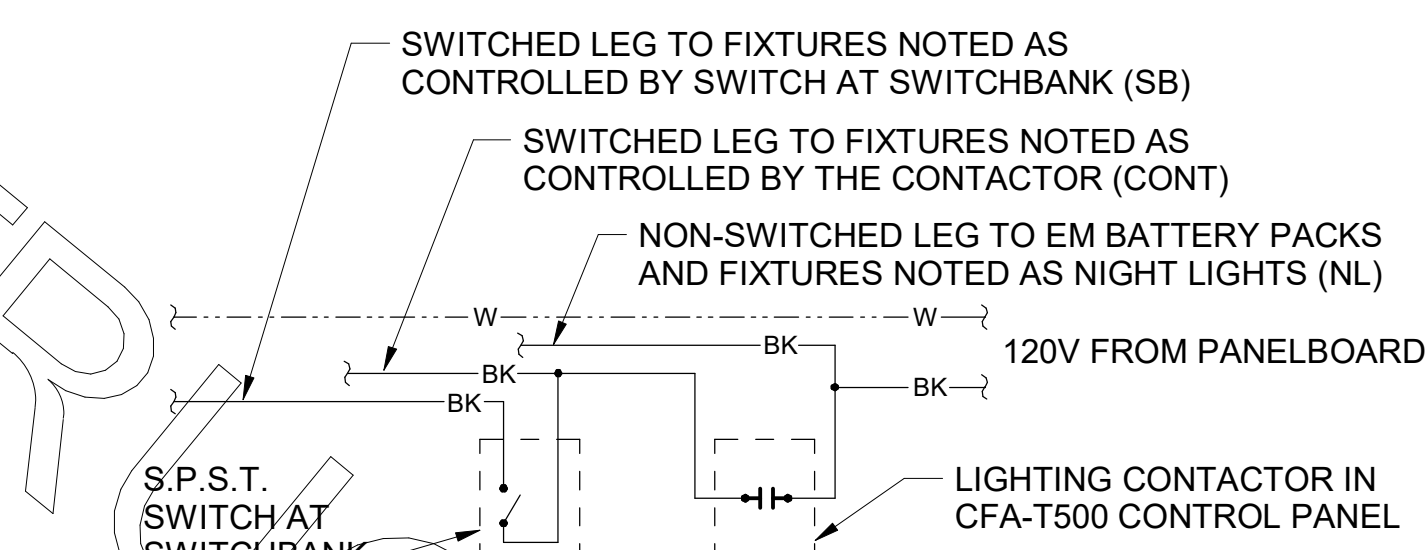 SWITCHED LEG TO FIXTURES NOTED AS
CONTROLLED BY SWITCH AT SWITCHBANK (SB)
SWITCHED LEG TO FIXTURES NOTED AS
CONTROLLED BY THE CONTACTOR (CONT)
NON-SWITCHED LEG TO EM BATTERY PACKS
AND FIXTURES NOTED AS NIGHT LIGHTS (NL)
W W
BK
120V FROM PANELBOARD
BK BK
BK
S.P.S.T.
SWITCH AT
SWITCHBANK
LIGHTING CONTACTOR IN
CFA-T500 CONTROL PANEL